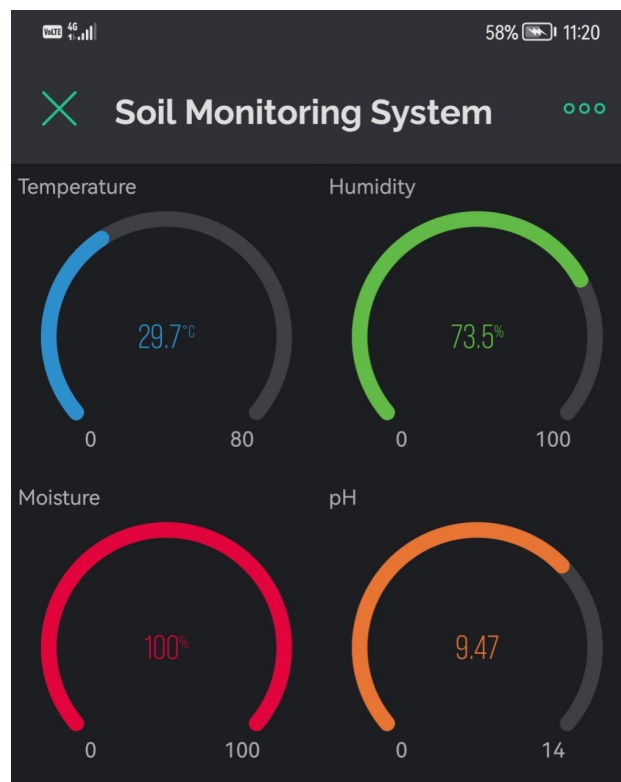 VoLTE 4G 58% 11:20
Soil Monitoring System
Temperature Humidity
29.7°C 73.5%
0 80 0 100
Moisture pH
100% 9.47
0 100 0 14